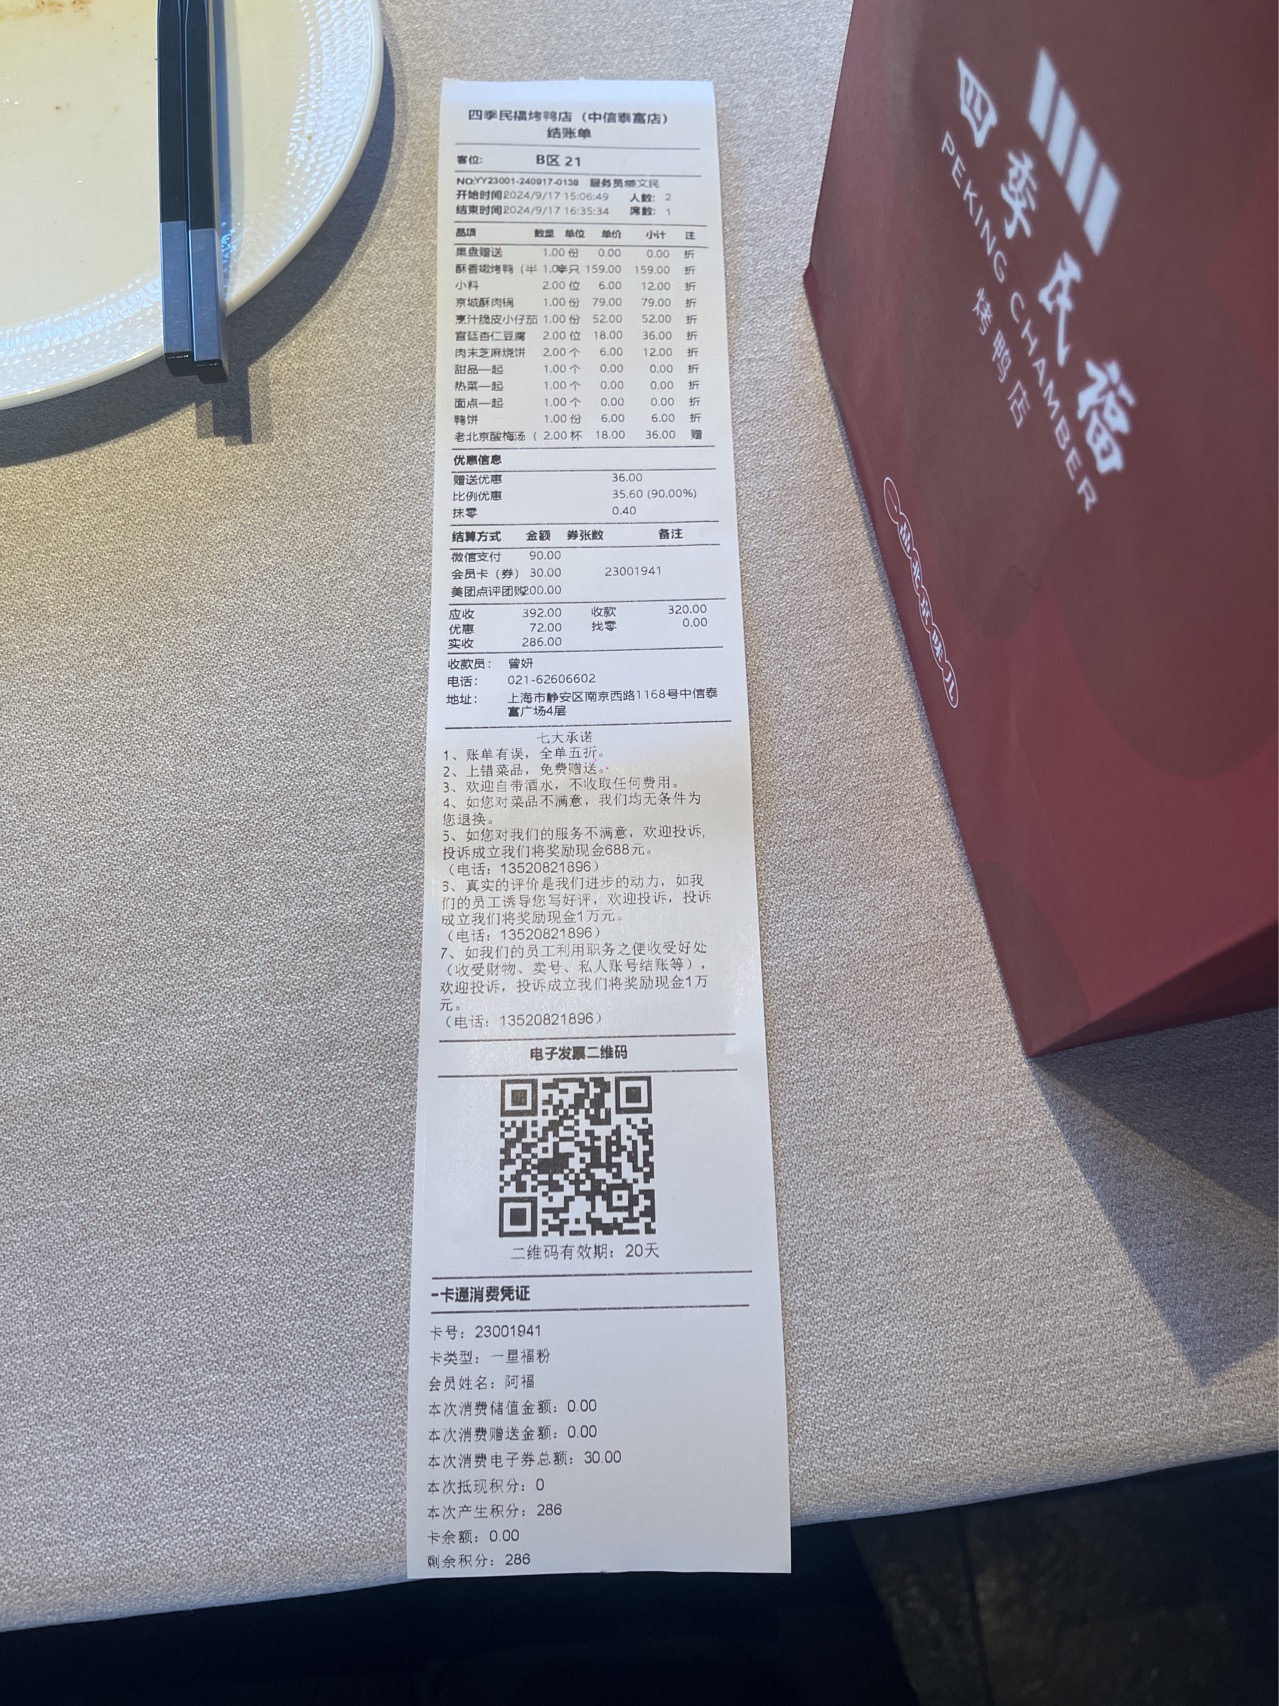 四季民福烤鸭店（中信泰富店）
结账单
客位： B区 21
NO:YY23001-240917-0138 服务员 文民
开始时间2024/9/17 15:06:49 人数： 2
结束时间2024/9/17 16:35:34 席数： 1
品项 数量 单位 单价 小计 注
果盘赠送 1.00 份 0.00 0.00 折
酥香嫩烤鸭（半 1.00 只 159.00 159.00 折
小料 2.00 位 6.00 12.00 折
京城酥肉锅 1.00 份 79.00 79.00 折
烹汁脆皮小仔茄 1.00 份 52.00 52.00 折
宫廷杏仁豆腐 2.00 位 18.00 36.00 折
肉末芝麻烧饼 2.00 个 6.00 12.00 折
甜品—起 1.00 个 0.00 0.00 折
热菜—起 1.00 个 0.00 0.00 折
面点—起 1.00 个 0.00 0.00 折
鸭饼 1.00 份 6.00 6.00 折
老北京酸梅汤（ 2.00 杯 18.00 36.00 赠
优惠信息
赠送优惠 36.00
比例优惠 35.60 (90.00%)
抹零 0.40
结算方式 金额 券张数 备注
微信支付 90.00
会员卡（券） 30.00 23001941
美团点评团购200.00
应收 392.00 收款 320.00
优惠 72.00 找零 0.00
实收 286.00
收款员： 曾妍
电话： 021-62606602
地址： 上海市静安区南京西路1168号中信泰
富广场4层
七大承诺
1、账单有误，全单五折。
2、上错菜品，免费赠送。
3、欢迎自带酒水，不收取任何费用。
4、如您对菜品不满意，我们均无条件为
您退换。
5、如您对我们的服务不满意，欢迎投诉，
投诉成立我们将奖励现金688元。
（电话：13520821896）
6、真实的评价是我们进步的动力，如我
们的员工诱导您写好评，欢迎投诉，投诉
成立我们将奖励现金1万元。
（电话：13520821896）
7、如我们的员工利用职务之便收受好处
（收受财物、卖号、私人账号结账等），
欢迎投诉，投诉成立我们将奖励现金1万
元。
（电话：13520821896）
电子发票二维码
二维码有效期：20天
一卡通消费凭证
卡号：23001941
卡类型：一星福粉
会员姓名：阿福
本次消费储值金额：0.00
本次消费赠送金额：0.00
本次消费电子券总额：30.00
本次抵现积分：0
本次产生积分：286
卡余额：0.00
剩余积分：286
四季民福
PEKING CHAMBER
烤鸭店
一品北京味儿